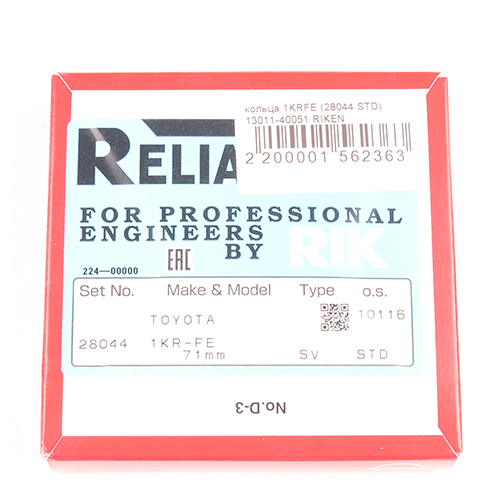 кольца 1KRFE (28044 STD)
13011-40051 RIKEN
2 200001 562363
RELIA
FOR PROFESSIONAL
ENGINEERS
BY RIK
EAC
224—00000
Set No. Make & Model Type o.s.
TOYOTA 10116
28044 1KR-FE
71mm SV STD
No.D-3